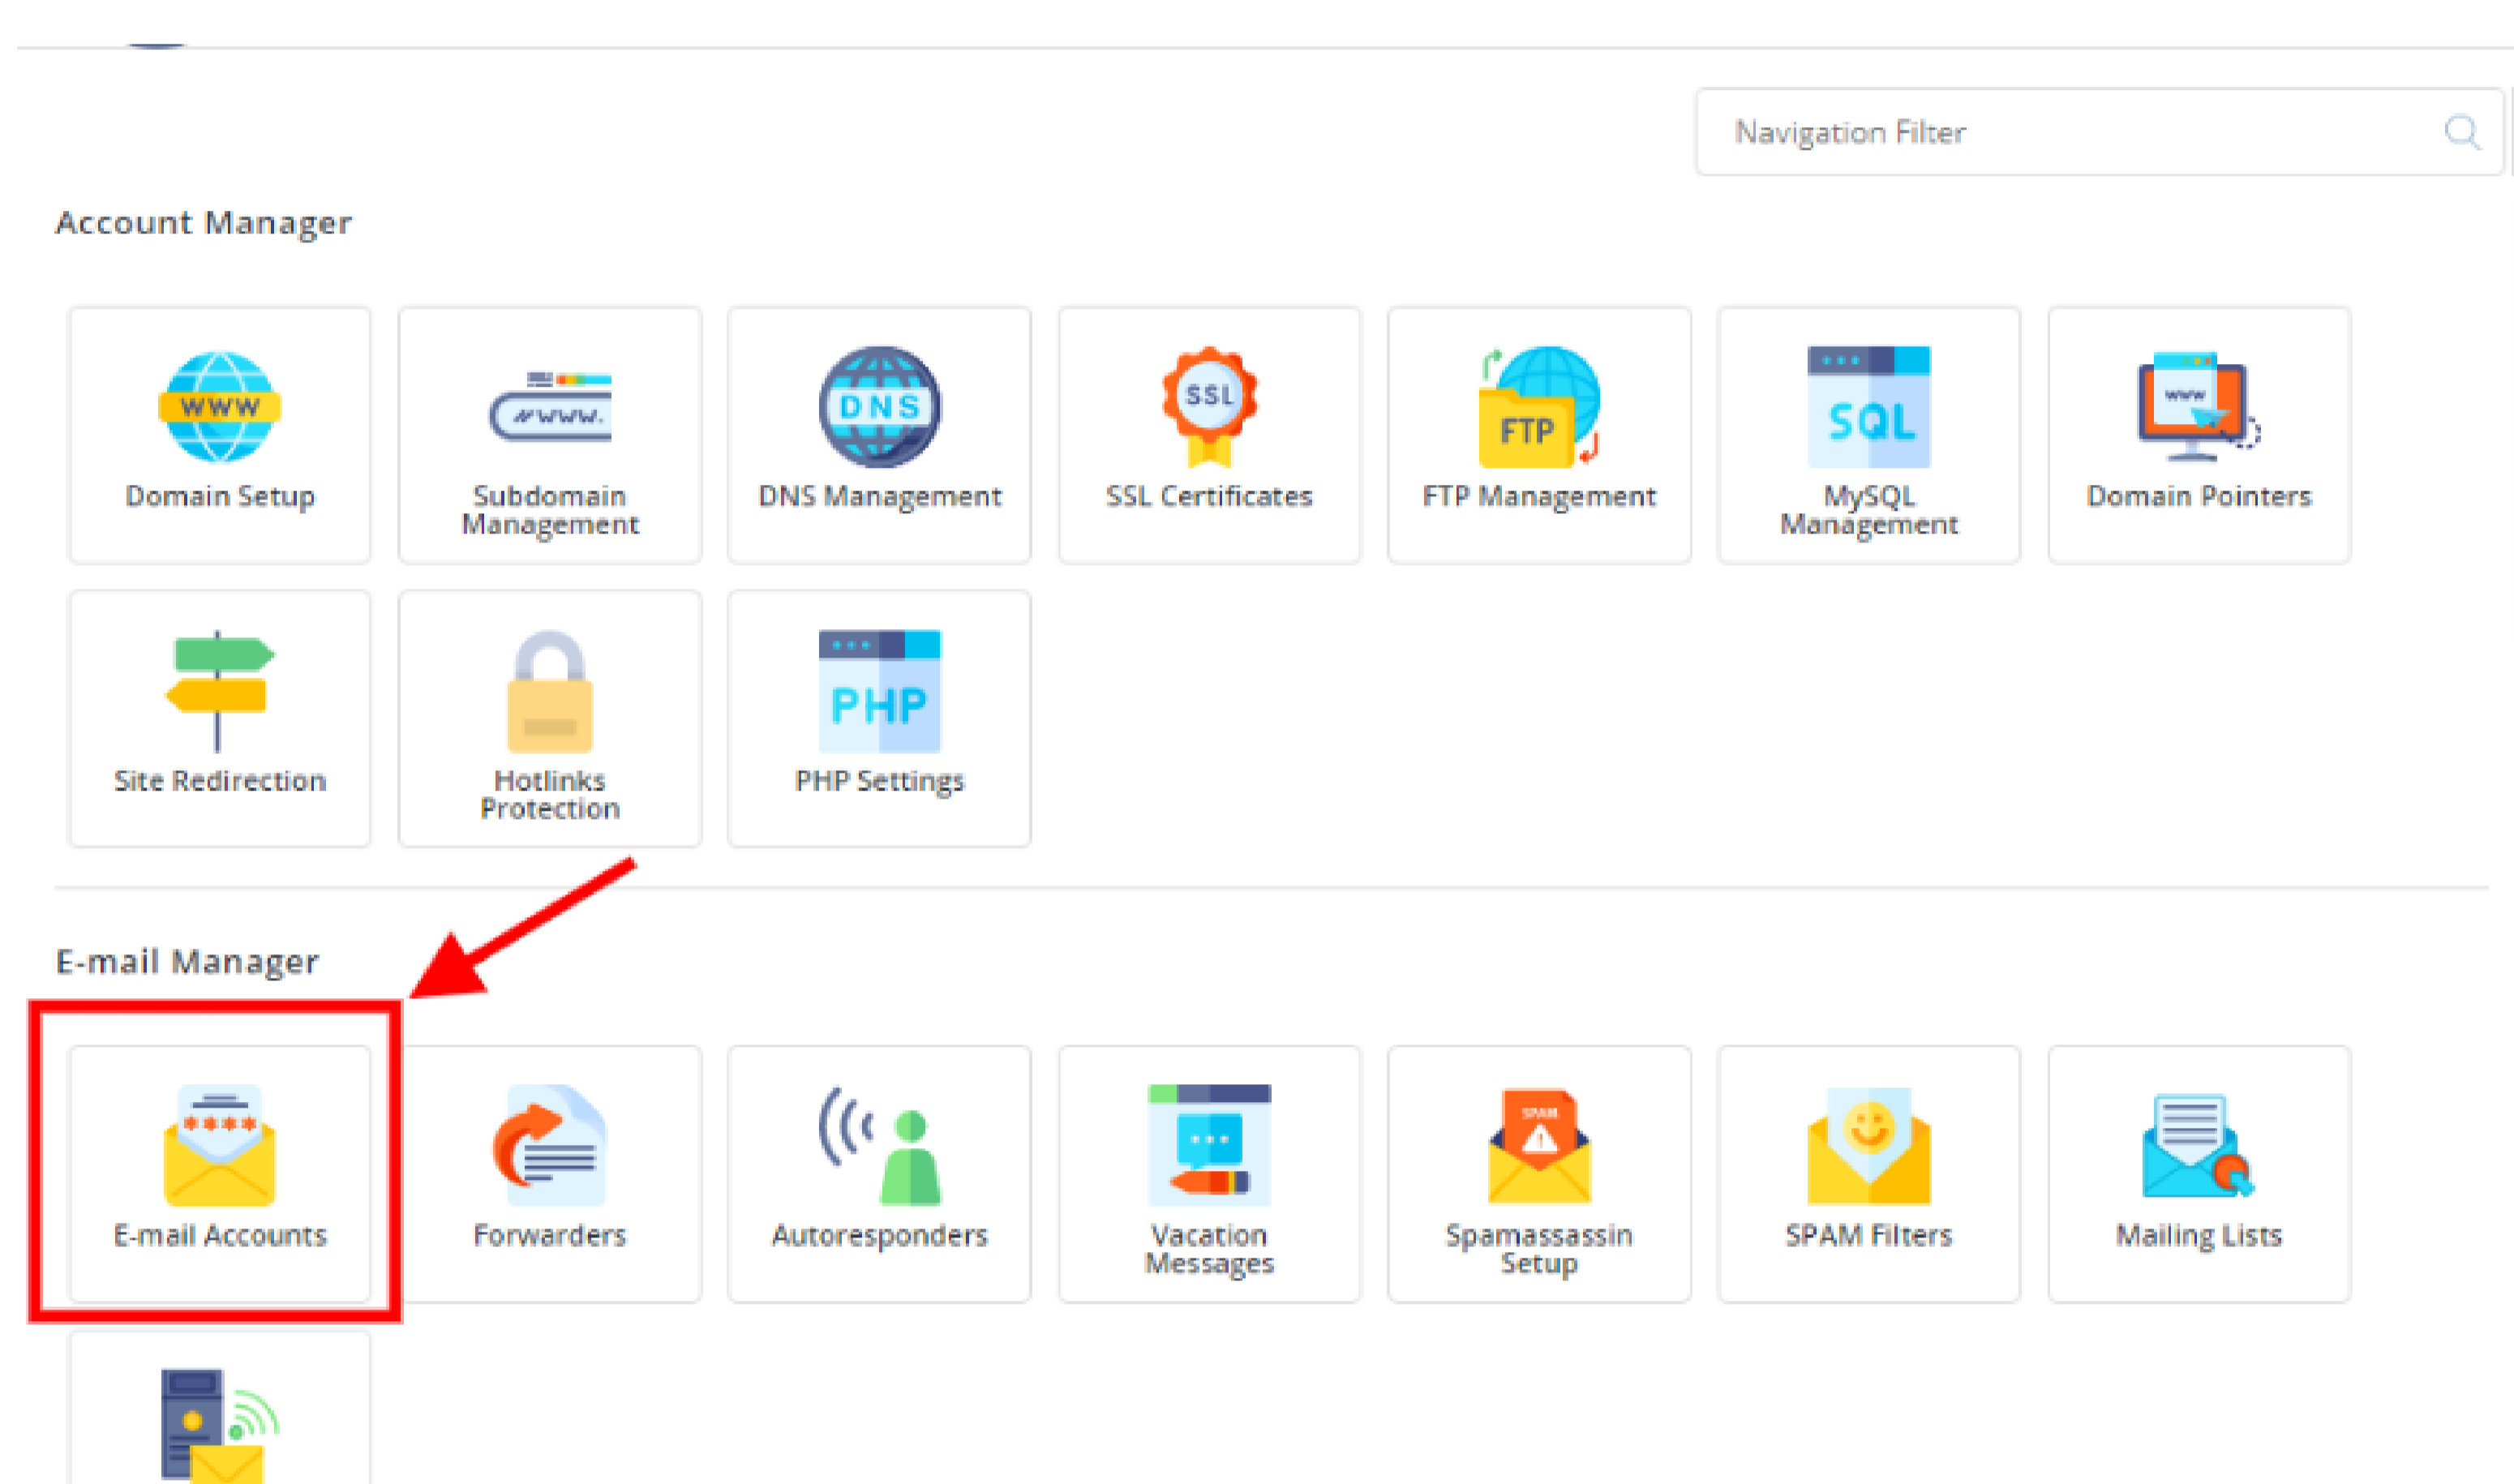 Navigation Filter
Account Manager
WWW
Domain Setup
//www.
Subdomain
Management
DNS
DNS Management
SSL
SSL Certificates
FTP
FTP Management
SQL
MySQL
Management
www
Domain Pointers
Site Redirection
Hotlinks
Protection
PHP
PHP Settings
E-mail Manager
****
E-mail Accounts
Forwarders
Autoresponders
Vacation
Messages
SPAM
Spamassassin
Setup
SPAM Filters
Mailing Lists